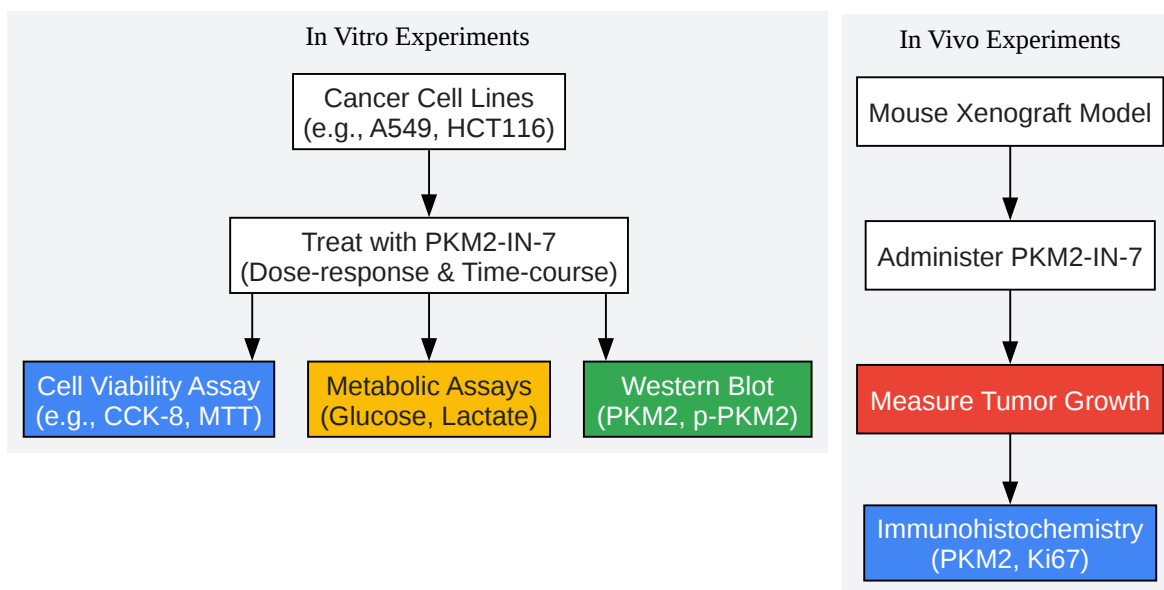 In Vitro Experiments
Cancer Cell Lines
(e.g., A549, HCT116)
Treat with PKM2-IN-7
(Dose-response & Time-course)
Cell Viability Assay
(e.g., CCK-8, MTT)
Metabolic Assays
(Glucose, Lactate)
Western Blot
(PKM2, p-PKM2)
In Vivo Experiments
Mouse Xenograft Model
Administer PKM2-IN-7
Measure Tumor Growth
Immunohistochemistry
(PKM2, Ki67)